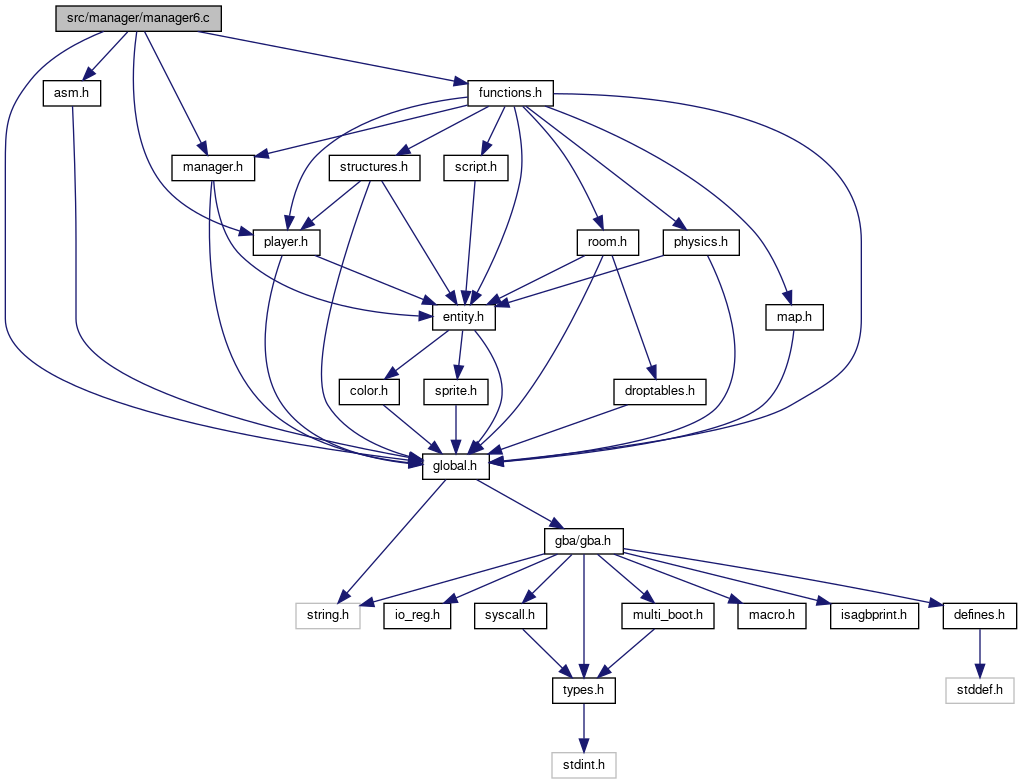 src/manager/manager6.c
asm.h
functions.h
manager.h
structures.h
script.h
player.h
room.h
physics.h
entity.h
map.h
color.h
sprite.h
droptables.h
global.h
gba/gba.h
string.h
io_reg.h
syscall.h
multi_boot.h
macro.h
isagbprint.h
defines.h
types.h
stddef.h
stdint.h